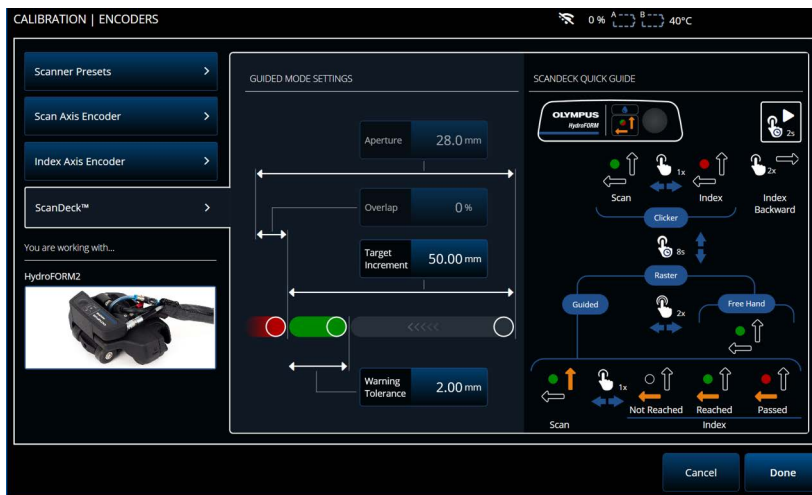 CALIBRATION | ENCODERS
0 % A B 40°C
Scanner Presets
Scan Axis Encoder
Index Axis Encoder
ScanDeck™
You are working with...
HydroFORM2
GUIDED MODE SETTINGS
Aperture 28.0 mm
Overlap 0 %
Target
Increment 50.00 mm
Warning
Tolerance 2.00 mm
SCANDECK QUICK GUIDE
OLYMPUS
HydroFORM
2s
1x
2x
Scan
Index
Index
Backward
Clicker
8s
Raster
Guided
2x
Free Hand
1x
Not Reached
Reached
Passed
Scan
Index
Cancel
Done